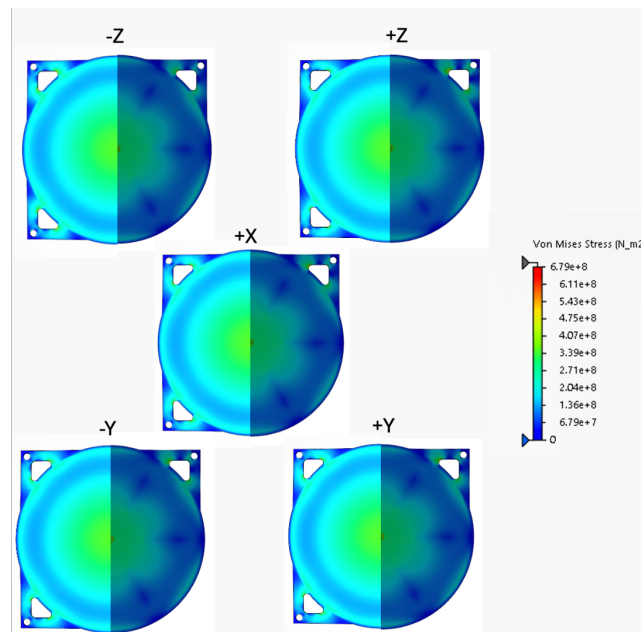 -Z
+Z
+X
Von Mises Stress (N_m2
6.79e+8
6.11e+8
5.43e+8
4.75e+8
4.07e+8
3.39e+8
2.71e+8
2.04e+8
1.36e+8
6.79e+7
0
-Y
+Y